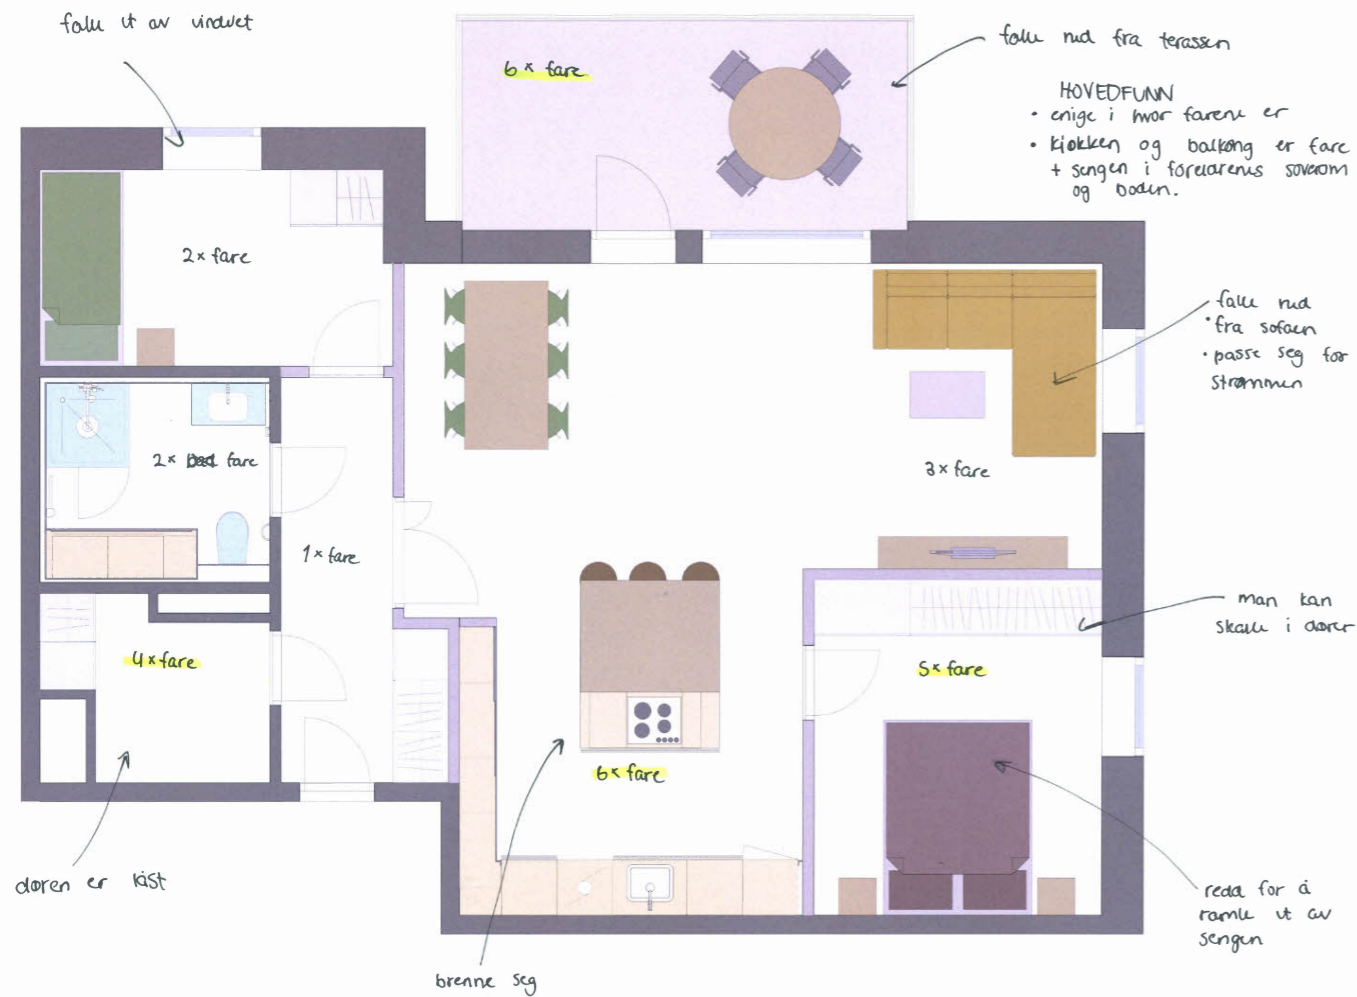 falle ut av vinduet
falle ned fra terassen
6 x fare
HOVEDFUNN
• enige i hvor farene er
• kjøkken og balkong er fare
+ sengen i foreldrenes soverom
og boden.
2 x fare
falle ned
• fra sofaen
• passe seg for
strømmen
2 x fare
3 x fare
1 x fare
man kan
skalle i dører
4 x fare
5 x fare
6 x fare
døren er låst
redd for å
ramle ut av
sengen
brenne seg